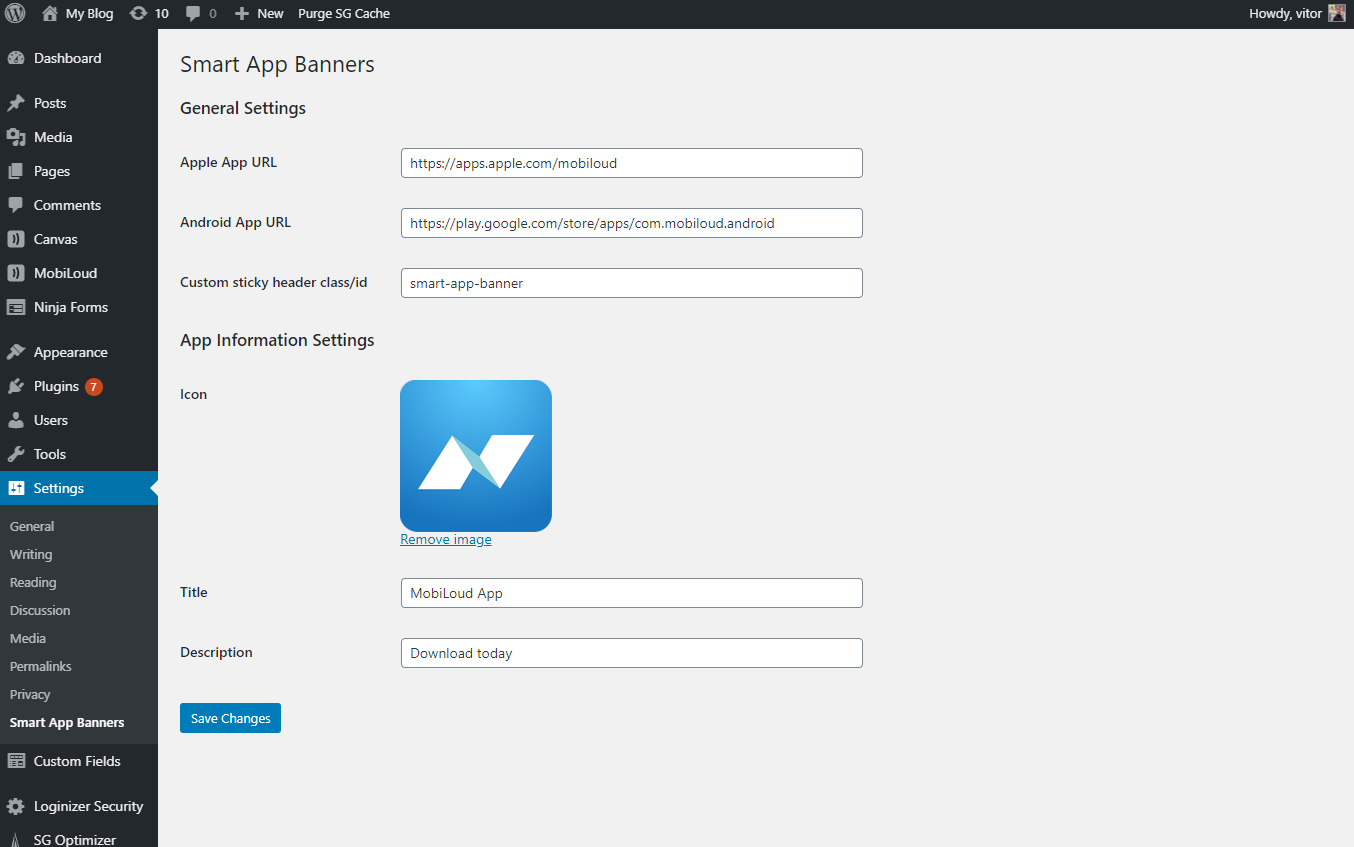 My Blog 10 0 New Purge SG Cache Howdy, vitor
Dashboard
Posts
Media
Pages
Comments
Canvas
MobiLoud
Ninja Forms
Appearance
Plugins 7
Users
Tools
Settings
General
Writing
Reading
Discussion
Media
Permalinks
Privacy
Smart App Banners
Custom Fields
Loginizer Security
SG Optimizer
Smart App Banners
General Settings
Apple App URL https://apps.apple.com/mobiloud
Android App URL https://play.google.com/store/apps/com.mobiloud.android
Custom sticky header class/id smart-app-banner
App Information Settings
Icon
Remove image
Title MobiLoud App
Description Download today
Save Changes